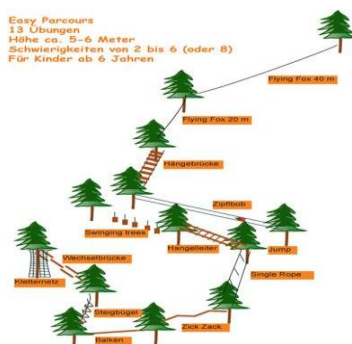 Easy Parcours
13 Übungen
Höhe ca. 5-6 Meter
Schwierigkeiten von 2 bis 6 (oder 8)
Für Kinder ab 6 Jahren
Flying Fox 40 m
Flying Fox 20 m
Hängebrücke
Zipflbob
Swinging trees
Hangelleiter
Jump
Wechselbrücke
Single Rope
Kletternetz
Steigbügel
Zick Zack
Balken